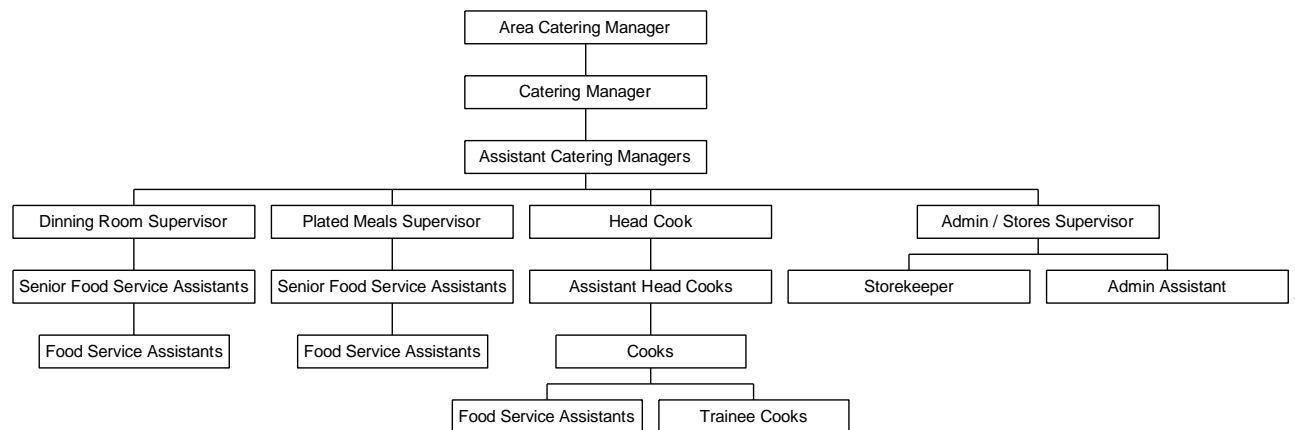 Area Catering Manager
Catering Manager
Assistant Catering Managers
Dinning Room Supervisor
Plated Meals Supervisor
Head Cook
Admin / Stores Supervisor
Senior Food Service Assistants
Senior Food Service Assistants
Assistant Head Cooks
Storekeeper
Admin Assistant
Food Service Assistants
Food Service Assistants
Cooks
Food Service Assistants
Trainee Cooks